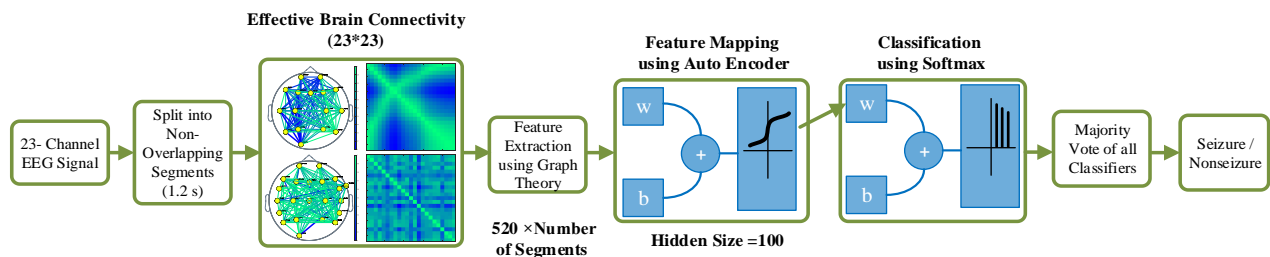 23- Channel
EEG Signal
Split into
Non-
Overlapping
Segments
(1.2 s)
Effective Brain Connectivity
(23*23)
Feature
Extraction
using Graph
Theory
520 ×Number
of Segments
Feature Mapping
using Auto Encoder
w
+
b
Hidden Size =100
Classification
using Softmax
w
+
b
Majority
Vote of all
Classifiers
Seizure /
Nonseizure